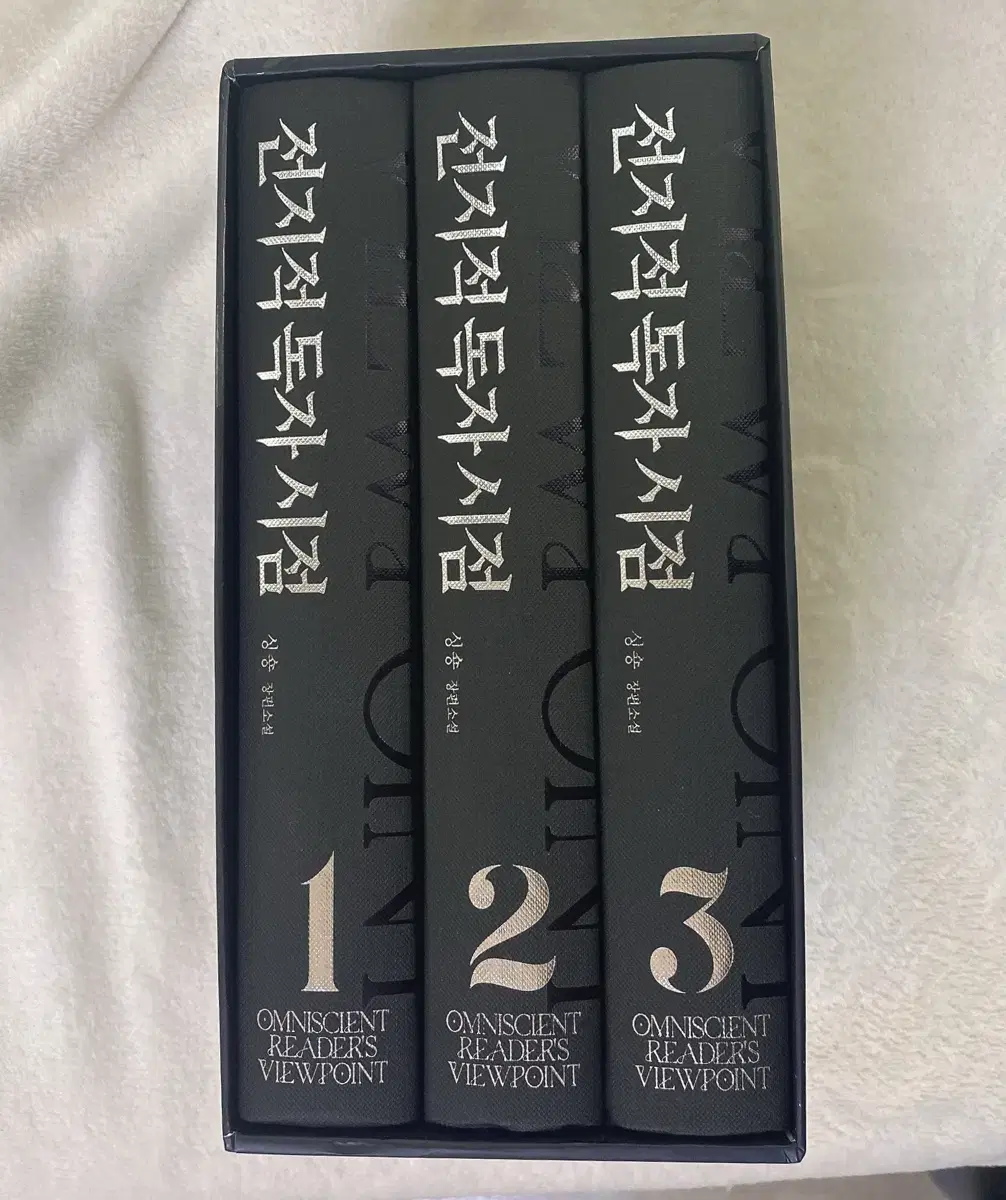 전지적 독자 시점
싱숑 장편소설
1
OMNISCIENT
READER'S
VIEWPOINT
전지적 독자 시점
싱숑 장편소설
2
OMNISCIENT
READER'S
VIEWPOINT
전지적 독자 시점
싱숑 장편소설
3
OMNISCIENT
READER'S
VIEWPOINT